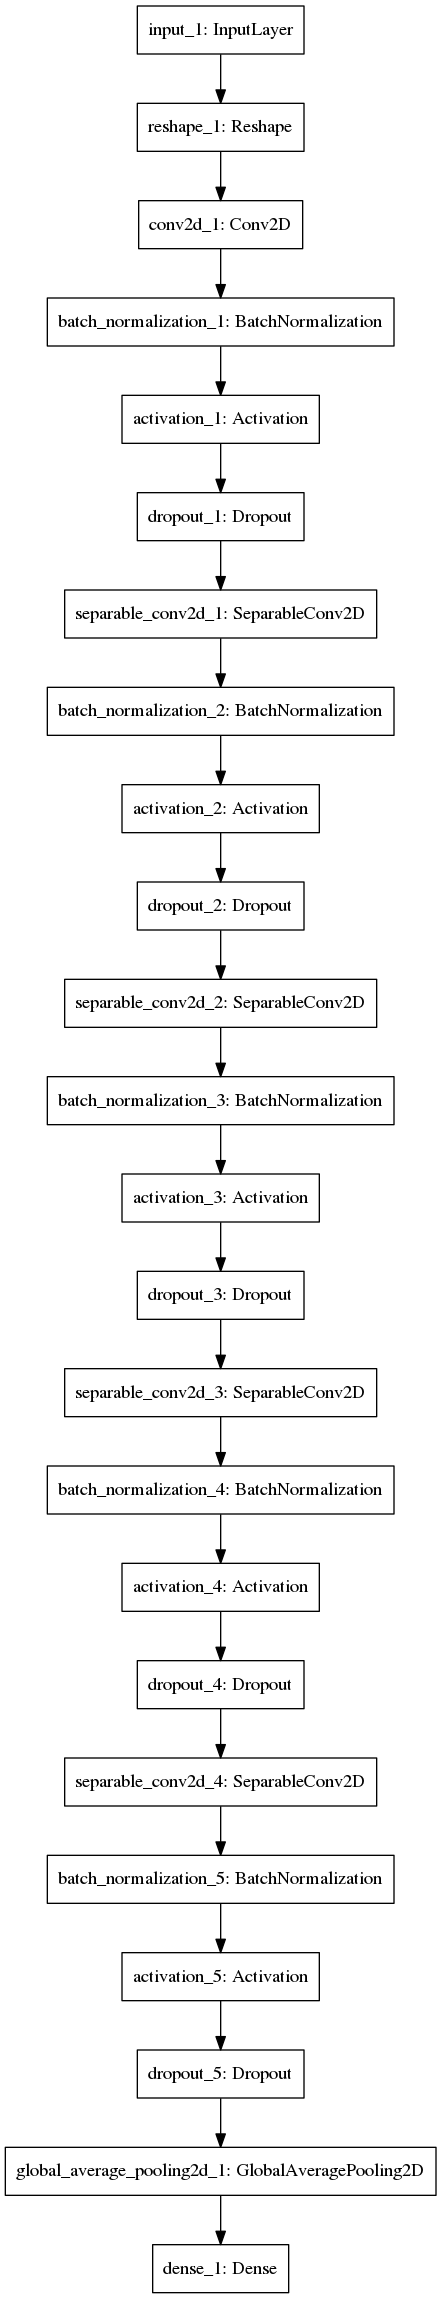 input_1: InputLayer
reshape_1: Reshape
conv2d_1: Conv2D
batch_normalization_1: BatchNormalization
activation_1: Activation
dropout_1: Dropout
separable_conv2d_1: SeparableConv2D
batch_normalization_2: BatchNormalization
activation_2: Activation
dropout_2: Dropout
separable_conv2d_2: SeparableConv2D
batch_normalization_3: BatchNormalization
activation_3: Activation
dropout_3: Dropout
separable_conv2d_3: SeparableConv2D
batch_normalization_4: BatchNormalization
activation_4: Activation
dropout_4: Dropout
separable_conv2d_4: SeparableConv2D
batch_normalization_5: BatchNormalization
activation_5: Activation
dropout_5: Dropout
global_average_pooling2d_1: GlobalAveragePooling2D
dense_1: Dense